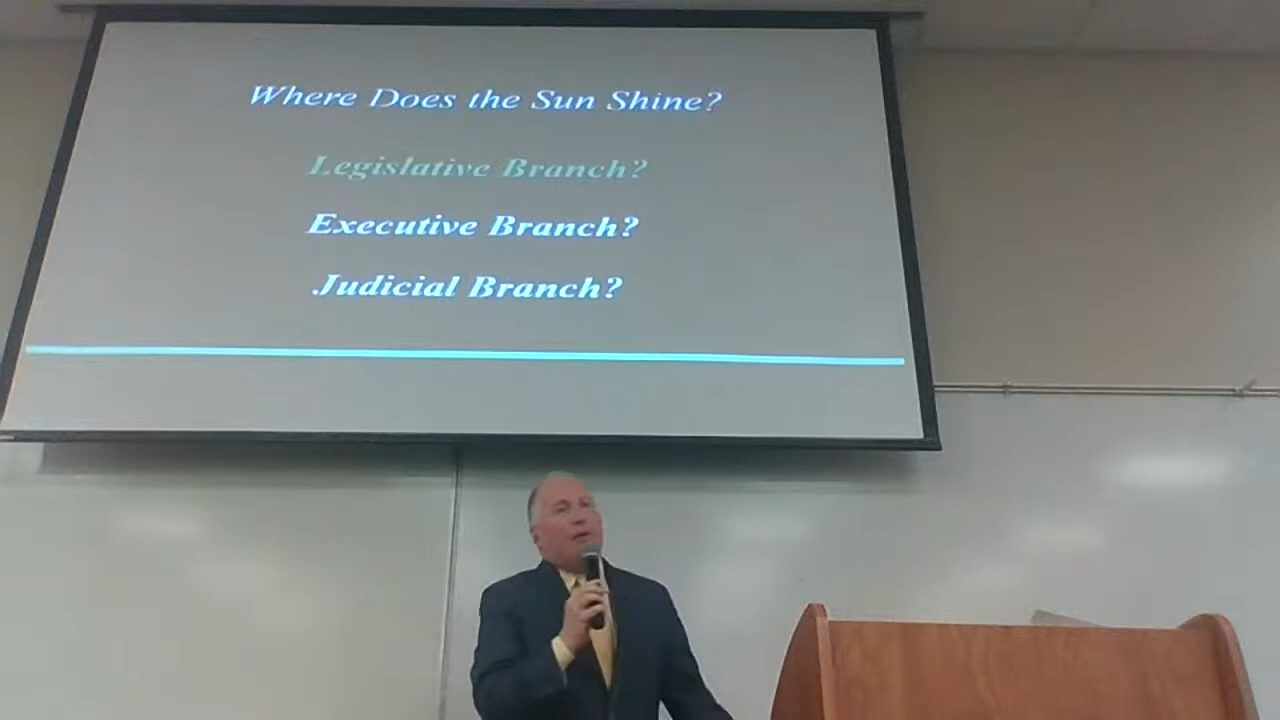 Where Does the Sun Shine?
Legislative Branch?
Executive Branch?
Judicial Branch?